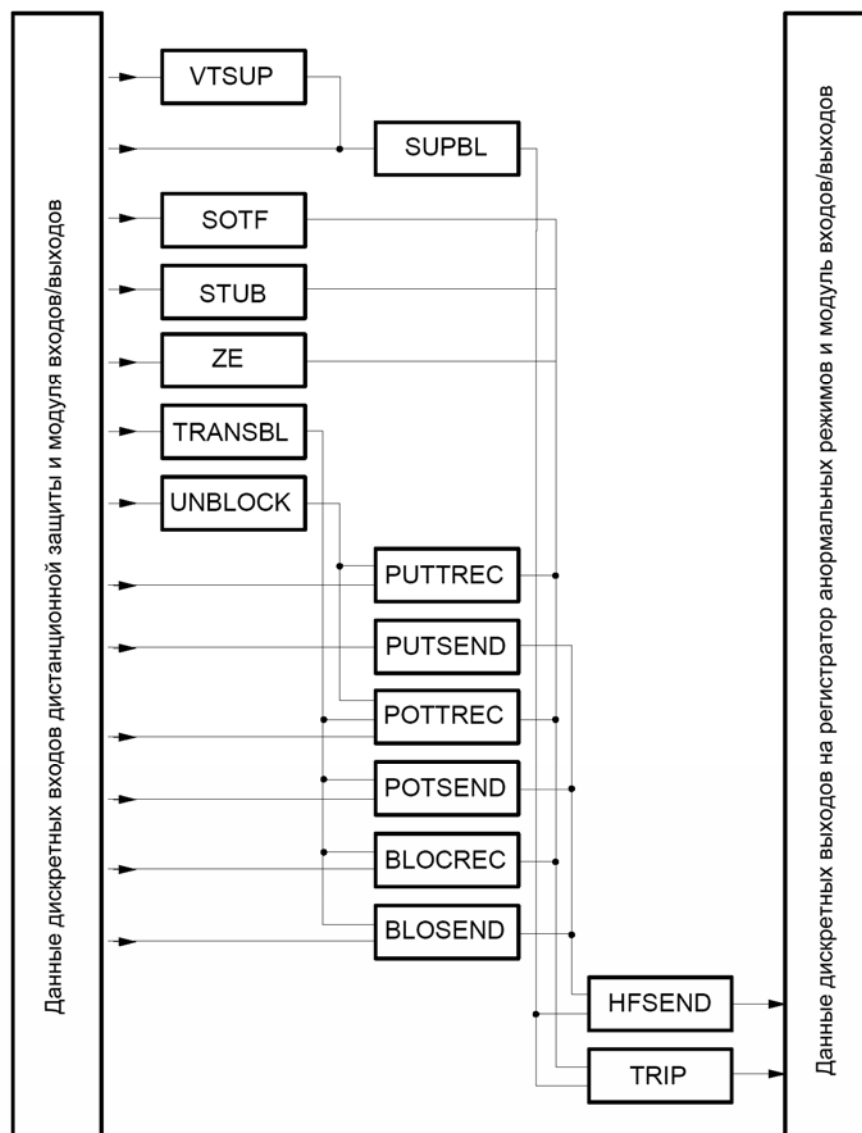 Данные дискретных входов дистанционной защиты и модуля входов/выходов
VTSUP
SUPBL
SOTF
STUB
ZE
TRANSBL
UNBLOCK
PUTTREC
PUTSEND
POTTREC
POTSEND
BLOCREC
BLOSEND
HFSEND
TRIP
Данные дискретных выходов на регистратор анормальных режимов и модуль входов/выходов